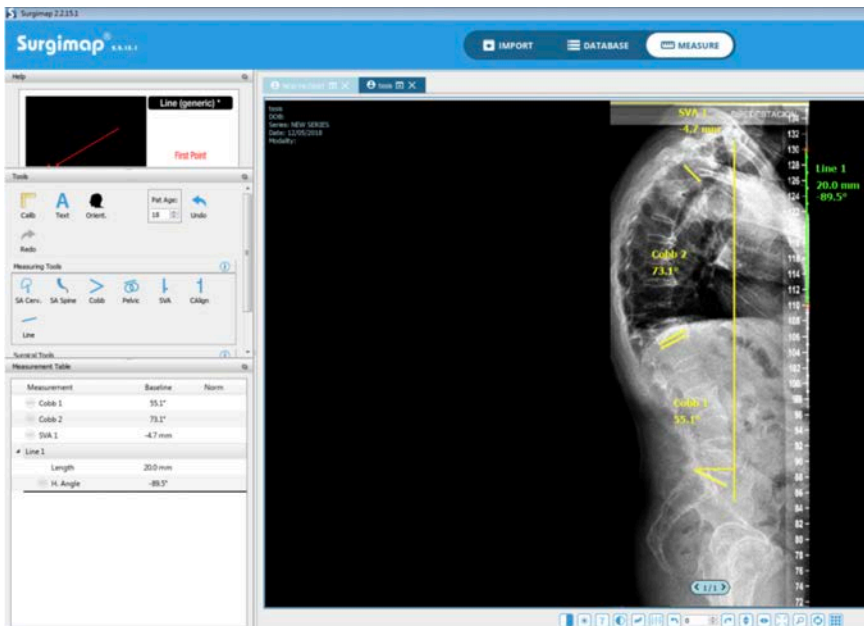 Surgimap 2.2.15.1
Surgimap®
IMPORT
DATABASE
MEASURE
Help
Line (generic) *
First Point
Tools
Calib
Text
Orient.
Pat Age:
18
Undo
Redo
Measuring Tools
SA Cerv.
SA Spine
Cobb
Pelvic
SVA
CAlign
Line
Surgical Tools
Measurement Table
Measurement Baseline Norm
Cobb 1 55.1°
Cobb 2 73.1°
SVA 1 -4.7 mm
Line 1
Length 20.0 mm
H. Angle -89.5°
DOB:
Series: NEW SERIES
Date: 12/05/2018
Modality:
SVA 1
-4.7 mm
Cobb 2
73.1°
Cobb 1
55.1°
Line 1
20.0 mm
-89.5°
134
132
130
128
126
124
122
120
118
116
114
112
110
108
106
104
102
100
98
96
94
92
90
88
86
84
82
80
78
76
74
72
1/1
0